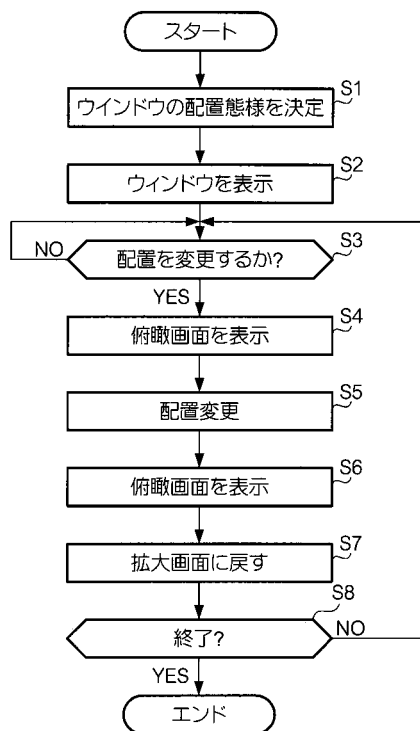 スタート
S1
ウインドウの配置態様を決定
S2
ウィンドウを表示
S3
配置を変更するか?
NO
YES
S4
俯瞰画面を表示
S5
配置変更
S6
俯瞰画面を表示
S7
拡大画面に戻す
S8
終了?
NO
YES
エンド